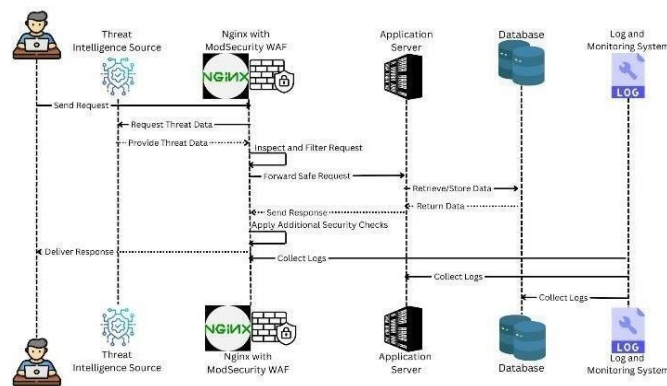 Threat
Intelligence Source
Nginx with
ModSecurity WAF
Application
Server
Database
Log and
Monitoring System
NGiNX
LOG
Send Request
Request Threat Data
Provide Threat Data
Inspect and Filter Request
Forward Safe Request
Retrieve/Store Data
Return Data
Send Response
Apply Additional Security Checks
Deliver Response
Collect Logs
Collect Logs
Collect Logs
NGiNX
LOG
Threat
Intelligence Source
Nginx with
ModSecurity WAF
Application
Server
Database
Log and
Monitoring System